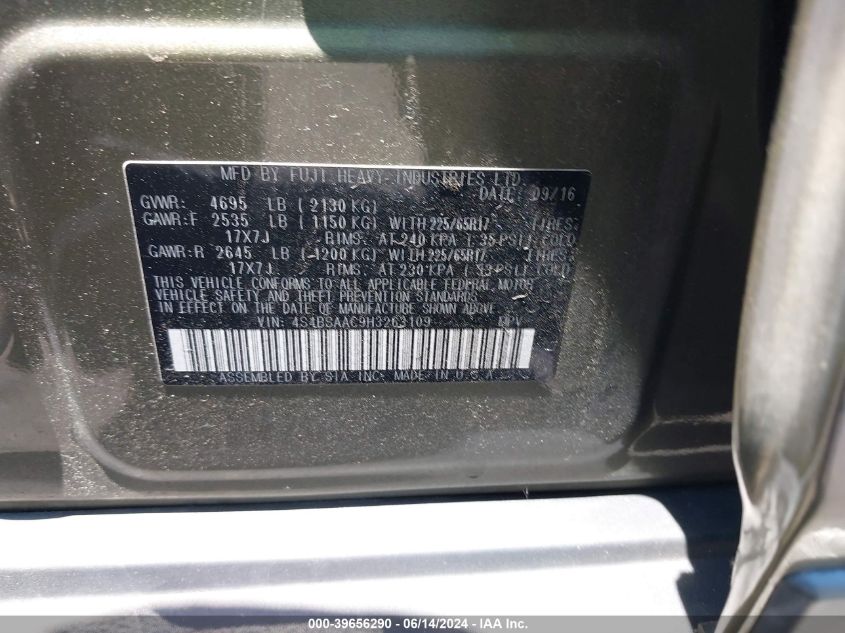 MFD BY FUJI HEAVY INDUSTRIES LTD.
DATE: 09/16
GVWR: 4695 LB (2130 KG)
GAWR:F 2535 LB (1150 KG) WITH 225/65R17 TIRES,
17X7J RIMS, AT 240 KPA (35 PSI) COLD
GAWR:R 2645 LB (1200 KG) WITH 225/65R17 TIRES,
17X7J RIMS, AT 230 KPA (33 PSI) COLD
THIS VEHICLE CONFORMS TO ALL APPLICABLE FEDERAL MOTOR
VEHICLE SAFETY AND THEFT PREVENTION STANDARDS
IN EFFECT ON THE DATE OF MANUFACTURE SHOWN ABOVE.
VIN: MPV
ASSEMBLED BY SIA INC. MADE IN U.S.A.
000-39656290 - 06/14/2024 - IAA Inc.